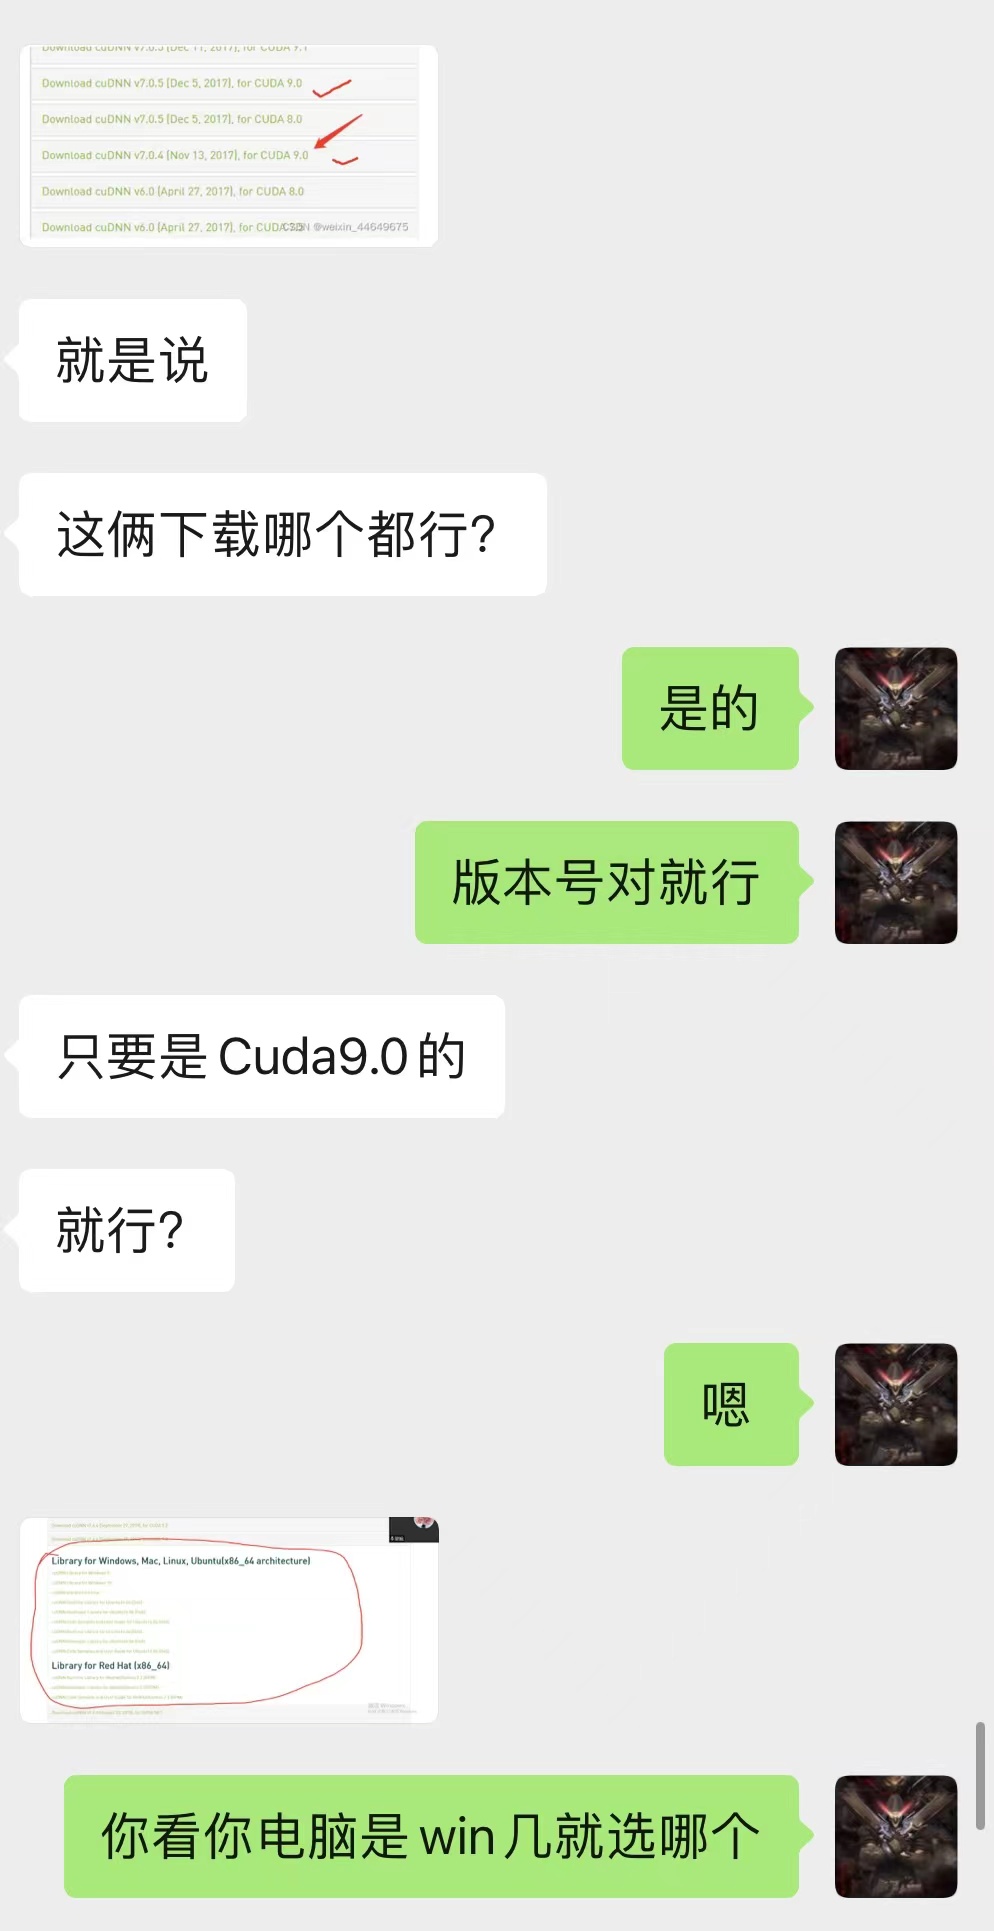 Download cuDNN v7.0.5 (Dec 11, 2017), for CUDA 9.1
Download cuDNN v7.0.5 (Dec 5, 2017), for CUDA 9.0
Download cuDNN v7.0.5 (Dec 5, 2017), for CUDA 8.0
Download cuDNN v7.0.4 (Nov 13, 2017), for CUDA 9.0
Download cuDNN v6.0 (April 27, 2017), for CUDA 8.0
Download cuDNN v6.0 (April 27, 2017), for CUDA 7.5
CSDN @weixin_44649675
就是说
这俩下载哪个都行?
是的
版本号对就行
只要是Cuda9.0的
就行?
嗯
Library for Windows, Mac, Linux, Ubuntu(x86_64 architecture)
Library for Red Hat (x86_64)
你看你电脑是win几就选哪个